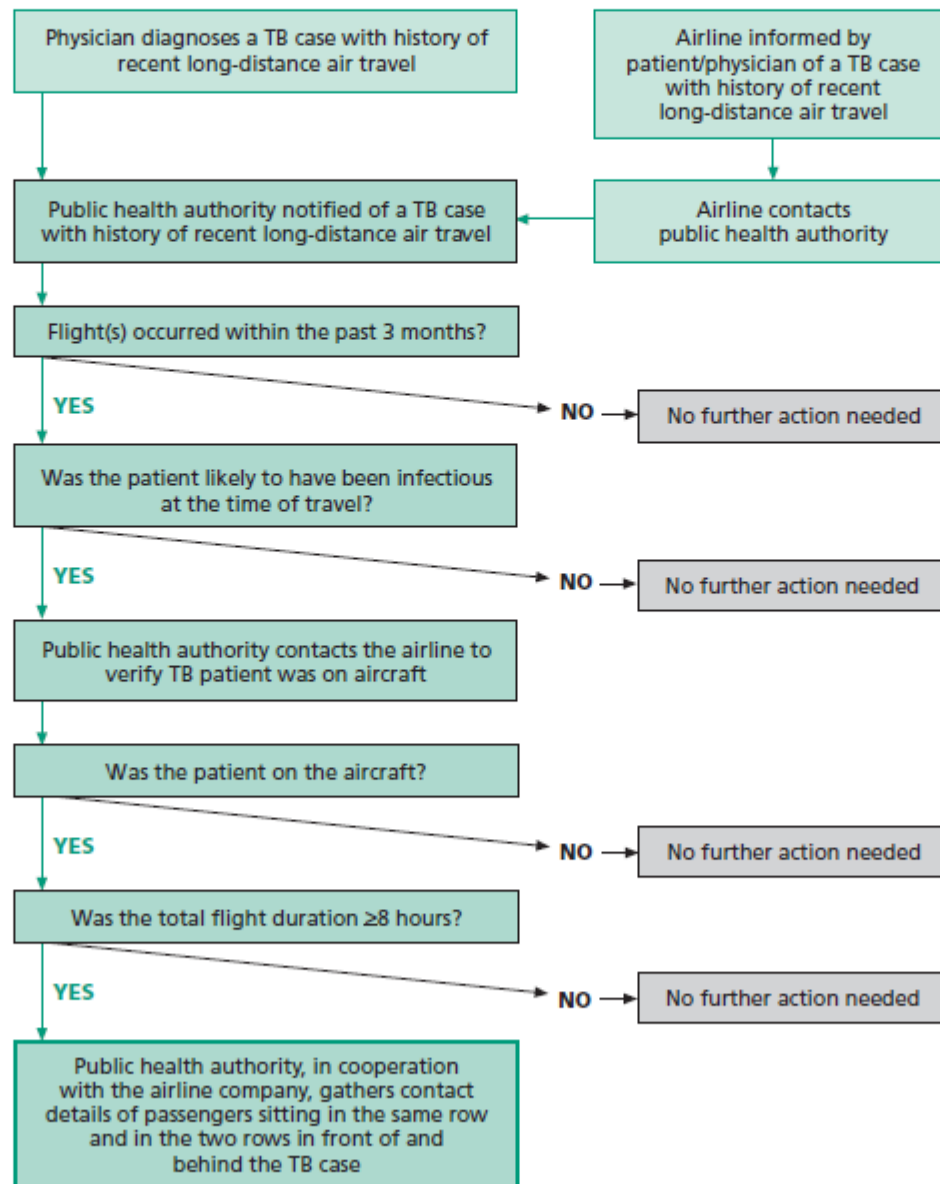 Physician diagnoses a TB case with history of
recent long-distance air travel
Airline informed by
patient/physician of a TB case
with history of recent
long-distance air travel
Public health authority notified of a TB case
with history of recent long-distance air travel
Airline contacts
public health authority
Flight(s) occurred within the past 3 months?
YES
NO
No further action needed
Was the patient likely to have been infectious
at the time of travel?
YES
NO
No further action needed
Public health authority contacts the airline to
verify TB patient was on aircraft
Was the patient on the aircraft?
YES
NO
No further action needed
Was the total flight duration ≥8 hours?
YES
NO
No further action needed
Public health authority, in cooperation
with the airline company, gathers contact
details of passengers sitting in the same row
and in the two rows in front of and
behind the TB case